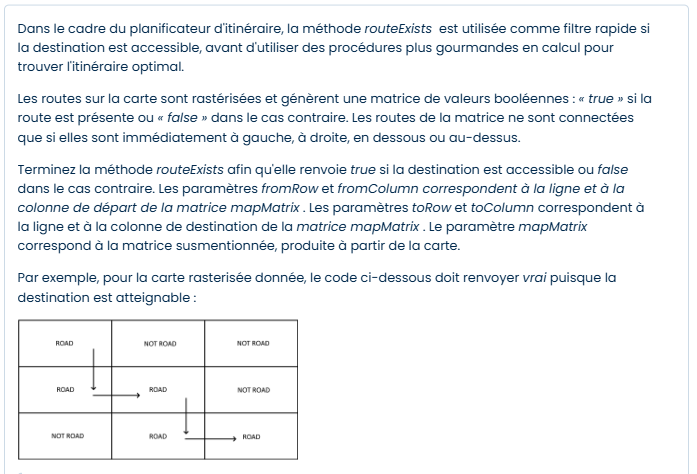 Dans le cadre du planificateur d'itinéraire, la méthode routeExists est utilisée comme filtre rapide si
la destination est accessible, avant d'utiliser des procédures plus gourmandes en calcul pour
trouver l'itinéraire optimal.
Les routes sur la carte sont rastérisées et génèrent une matrice de valeurs booléennes : « true » si la
route est présente ou « false » dans le cas contraire. Les routes de la matrice ne sont connectées
que si elles sont immédiatement à gauche, à droite, en dessous ou au-dessus.
Terminez la méthode routeExists afin qu'elle renvoie true si la destination est accessible ou false
dans le cas contraire. Les paramètres fromRow et fromColumn correspondent à la ligne et à la
colonne de départ de la matrice mapMatrix . Les paramètres toRow et toColumn correspondent à
la ligne et à la colonne de destination de la matrice mapMatrix . Le paramètre mapMatrix
correspond à la matrice susmentionnée, produite à partir de la carte.
Par exemple, pour la carte rasterisée donnée, le code ci-dessous doit renvoyer vrai puisque la
destination est atteignable :
ROAD NOT ROAD NOT ROAD
ROAD ROAD NOT ROAD
NOT ROAD ROAD ROAD